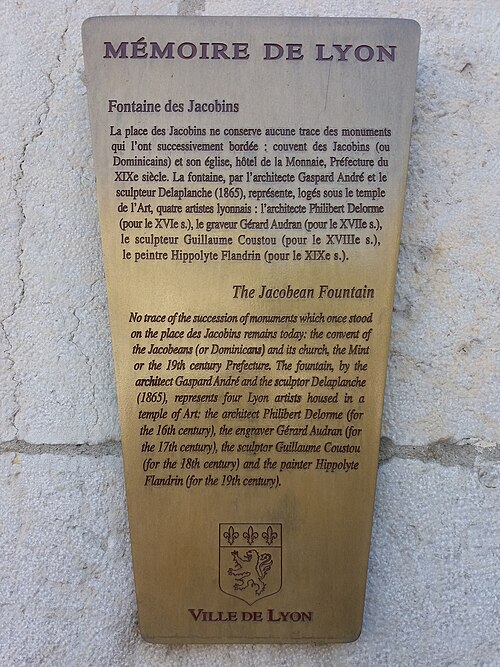 MÉMOIRE DE LYON
Fontaine des Jacobins
La place des Jacobins ne conserve aucune trace des monuments
qui l'ont successivement bordée : couvent des Jacobins (ou
Dominicains) et son église, hôtel de la Monnaie, Préfecture du
XIXe siècle. La fontaine, par l'architecte Gaspard André et le
sculpteur Delaplanche (1865), représente, logés sous le temple
de l'Art, quatre artistes lyonnais : l'architecte Philibert Delorme
(pour le XVIe s.), le graveur Gérard Audran (pour le XVIIe s.),
le sculpteur Guillaume Coustou (pour le XVIIIe s.),
le peintre Hippolyte Flandrin (pour le XIXe s.).
The Jacobean Fountain
No trace of the succession of monuments which once stood
on the place des Jacobins remains today: the convent of
the Jacobeans (or Dominicans) and its church, the Mint
or the 19th century Prefecture. The fountain, by the
architect Gaspard André and the sculptor Delaplanche
(1865), represents four Lyon artists housed in a
temple of Art: the architect Philibert Delorme (for
the 16th century), the engraver Gérard Audran (for
the 17th century), the sculptor Guillaume Coustou
(for the 18th century) and the painter Hippolyte
Flandrin (for the 19th century).
VILLE DE LYON